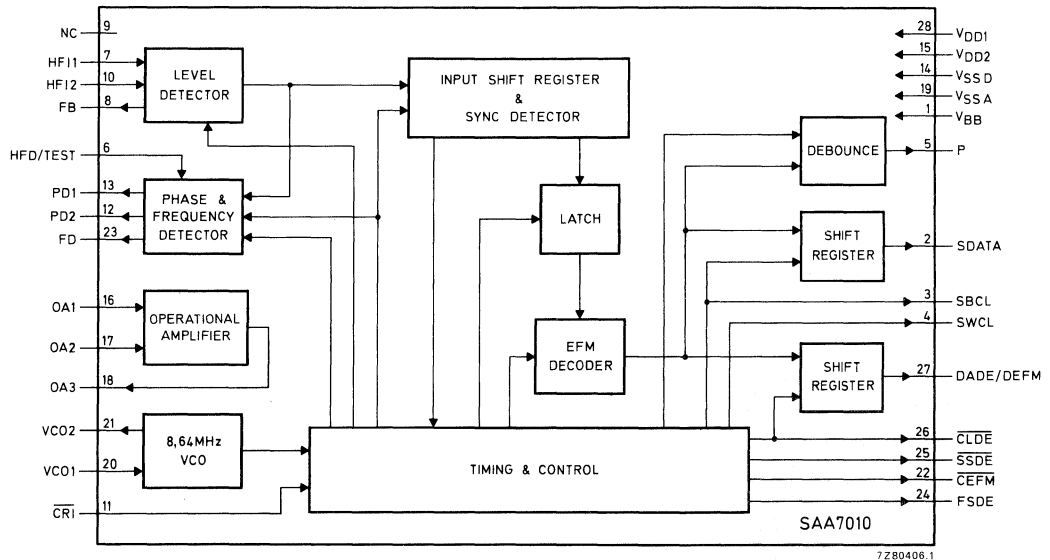 NC 9
HFI1 7
HFI2 10
FB 8
LEVEL
DETECTOR
INPUT SHIFT REGISTER
&
SYNC DETECTOR
28 VDD1
15 VDD2
14 VSSD
19 VSSA
1 VBB
DEBOUNCE
5 P
HFD/TEST 6
PD1 13
PD2 12
FD 23
PHASE &
FREQUENCY
DETECTOR
LATCH
SHIFT
REGISTER
2 SDATA
3 SBCL
4 SWCL
OA1 16
OA2 17
OA3 18
OPERATIONAL
AMPLIFIER
EFM
DECODER
SHIFT
REGISTER
27 DADE/DEFM
VCO2 21
VCO1 20
8,64MHz
VCO
CRI 11
TIMING & CONTROL
26 CLDE
25 SSDE
22 CEFM
24 FSDE
SAA7010
7Z80406.1